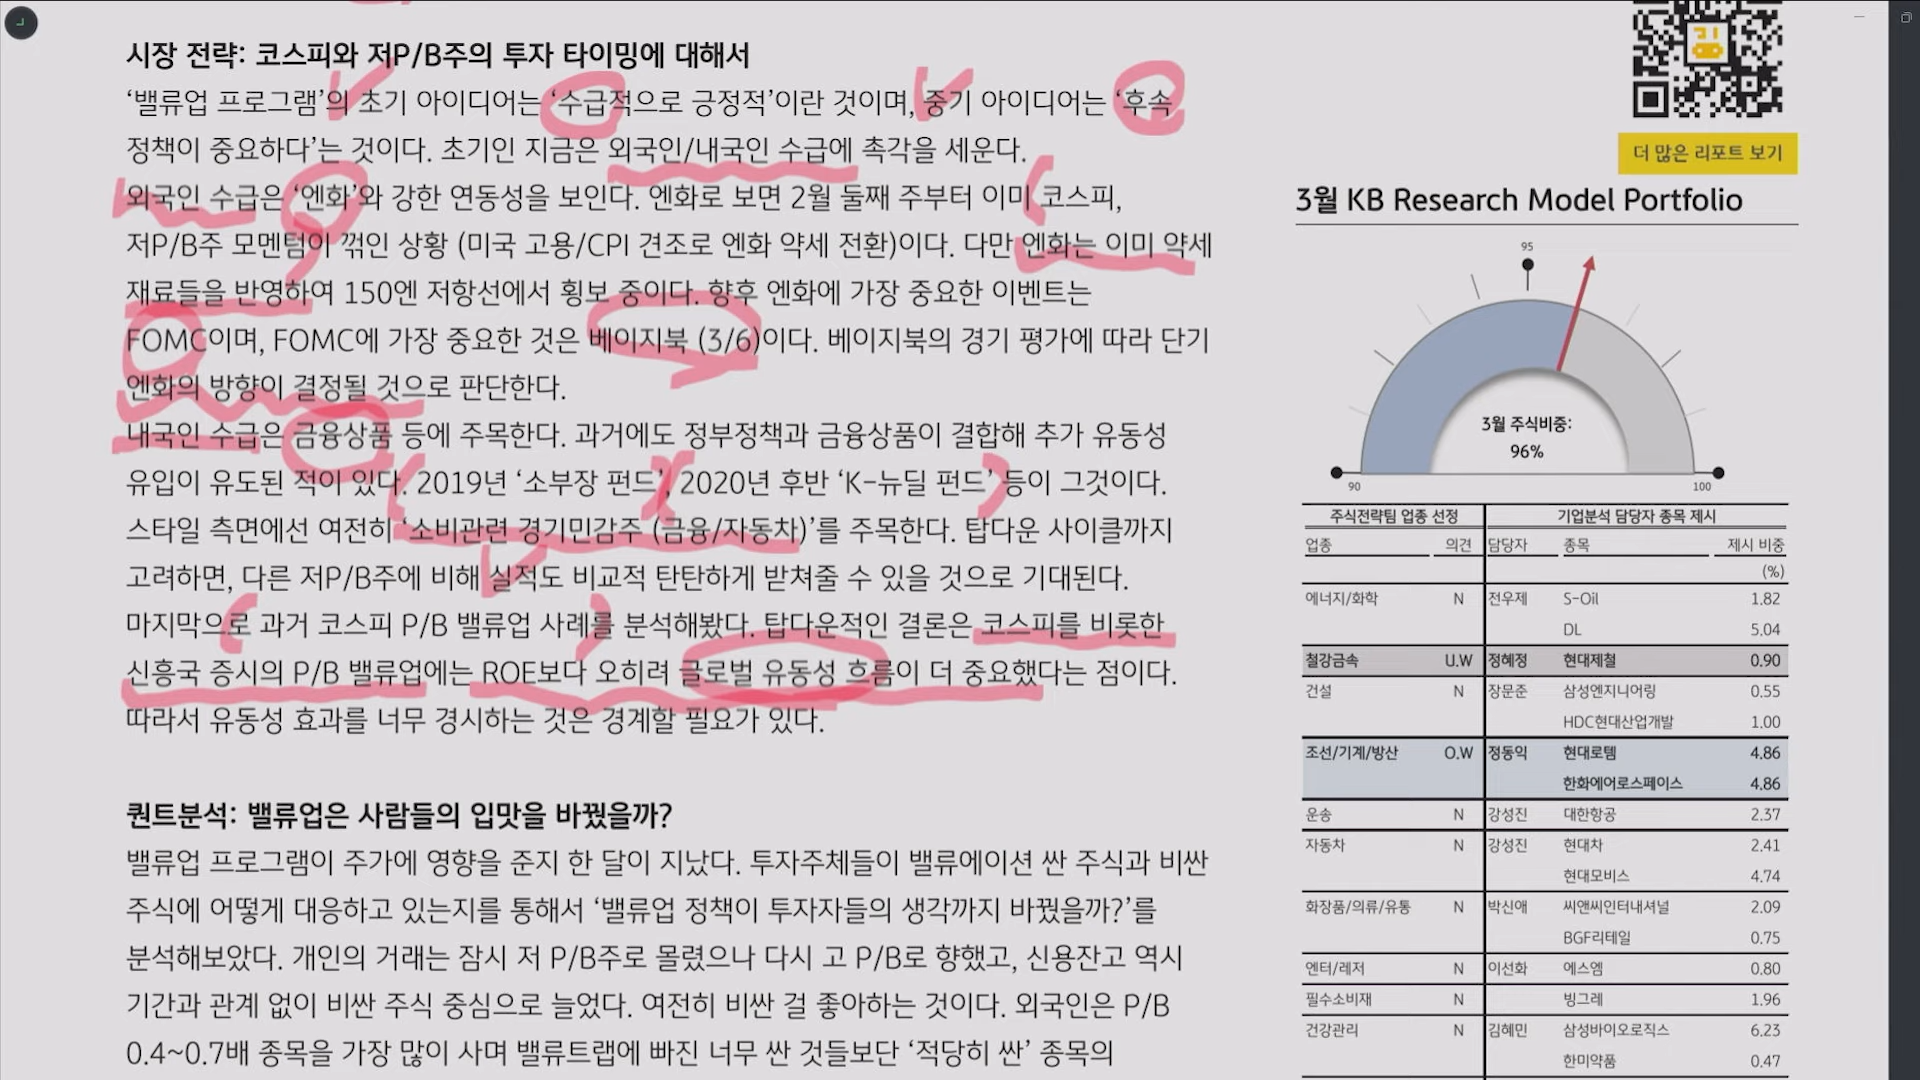 시장 전략: 코스피와 저P/B주의 투자 타이밍에 대해서
‘밸류업 프로그램’의 초기 아이디어는 ‘수급적으로 긍정적’이란 것이며, 중기 아이디어는 ‘후속
정책이 중요하다’는 것이다. 초기인 지금은 외국인/내국인 수급에 촉각을 세운다.
외국인 수급은 ‘엔화’와 강한 연동성을 보인다. 엔화로 보면 2월 둘째 주부터 이미 코스피,
저P/B주 모멘텀이 꺾인 상황 (미국 고용/CPI 견조로 엔화 약세 전환)이다. 다만 엔화는 이미 약세
재료들을 반영하여 150엔 저항선에서 횡보 중이다. 향후 엔화에 가장 중요한 이벤트는
FOMC이며, FOMC에 가장 중요한 것은 베이지북 (3/6)이다. 베이지북의 경기 평가에 따라 단기
엔화의 방향이 결정될 것으로 판단한다.
내국인 수급은 금융상품 등에 주목한다. 과거에도 정부정책과 금융상품이 결합해 추가 유동성
유입이 유도된 적이 있다. 2019년 ‘소부장 펀드’, 2020년 후반 ‘K-뉴딜 펀드’ 등이 그것이다.
스타일 측면에선 여전히 ‘소비관련 경기민감주 (금융/자동차)’를 주목한다. 탑다운 사이클까지
고려하면, 다른 저P/B주에 비해 실적도 비교적 탄탄하게 받쳐줄 수 있을 것으로 기대된다.
마지막으로 과거 코스피 P/B 밸류업 사례를 분석해봤다. 탑다운적인 결론은 코스피를 비롯한
신흥국 증시의 P/B 밸류업에는 ROE보다 오히려 글로벌 유동성 흐름이 더 중요했다는 점이다.
따라서 유동성 효과를 너무 경시하는 것은 경계할 필요가 있다.
퀀트분석: 밸류업은 사람들의 입맛을 바꿨을까?
밸류업 프로그램이 주가에 영향을 준지 한 달이 지났다. 투자주체들이 밸류에이션 싼 주식과 비싼
주식에 어떻게 대응하고 있는지를 통해서 ‘밸류업 정책이 투자자들의 생각까지 바꿨을까?’를
분석해보았다. 개인의 거래는 잠시 저 P/B주로 몰렸으나 다시 고 P/B로 향했고, 신용잔고 역시
기간과 관계 없이 비싼 주식 중심으로 늘었다. 여전히 비싼 걸 좋아하는 것이다. 외국인은 P/B
0.4~0.7배 종목을 가장 많이 사며 밸류트랩에 빠진 너무 싼 것들보단 ‘적당히 싼’ 종목의
더 많은 리포트 보기
3월 KB Research Model Portfolio
95
3월 주식비중:
96%
90 100
주식전략팀 업종 선정 기업분석 담당자 종목 제시
업종 의견 담당자 종목 제시 비중
(%)
에너지/화학 N 전우제 S-Oil 1.82
DL 5.04
철강금속 U.W 정혜정 현대제철 0.90
건설 N 장문준 삼성엔지니어링 0.55
HDC현대산업개발 1.00
조선/기계/방산 O.W 정동익 현대로템 4.86
한화에어로스페이스 4.86
운송 N 강성진 대한항공 2.37
자동차 N 강성진 현대차 2.41
현대모비스 4.74
화장품/의류/유통 N 박신애 씨앤씨인터내셔널 2.09
BGF리테일 0.75
엔터/레저 N 이선화 에스엠 0.80
필수소비재 N 빙그레 1.96
건강관리 N 김혜민 삼성바이오로직스 6.23
한미약품 0.47